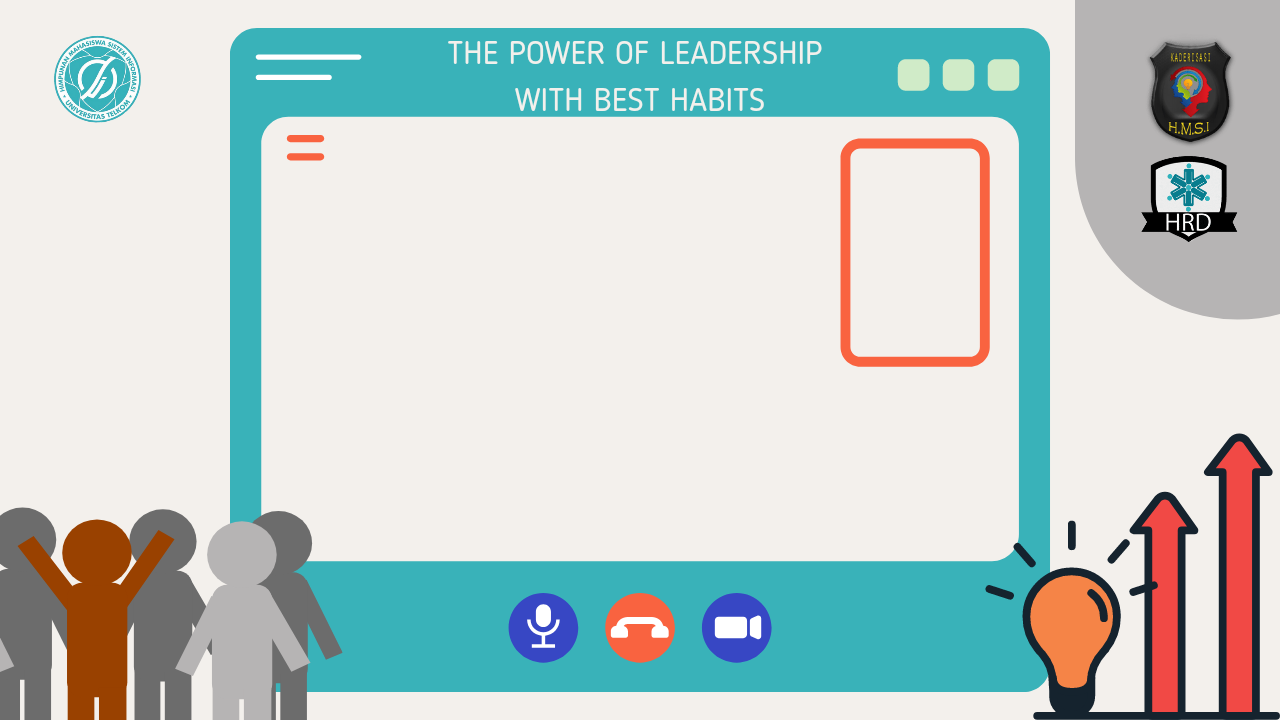 THE POWER OF LEADERSHIP
WITH BEST HABITS
HIMPUNAN MAHASISWA SISTEM INFORMASI
UNIVERSITAS TELKOM
KADERISASI
H.M.S.I
HRD